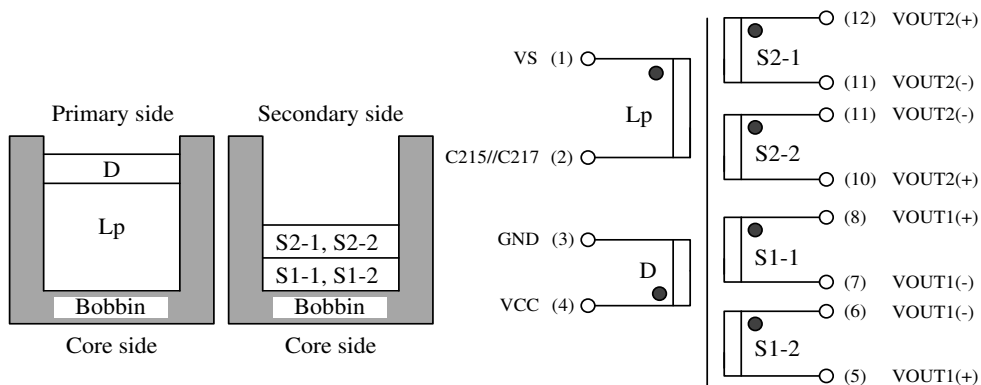 Primary side
D
Lp
Bobbin
Core side
Secondary side
S2-1, S2-2
S1-1, S1-2
Bobbin
Core side
VS (1)
Lp
C215//C217 (2)
GND (3)
D
VCC (4)
(12) VOUT2(+)
S2-1
(11) VOUT2(-)
(11) VOUT2(-)
S2-2
(10) VOUT2(+)
(8) VOUT1(+)
S1-1
(7) VOUT1(-)
(6) VOUT1(-)
S1-2
(5) VOUT1(+)